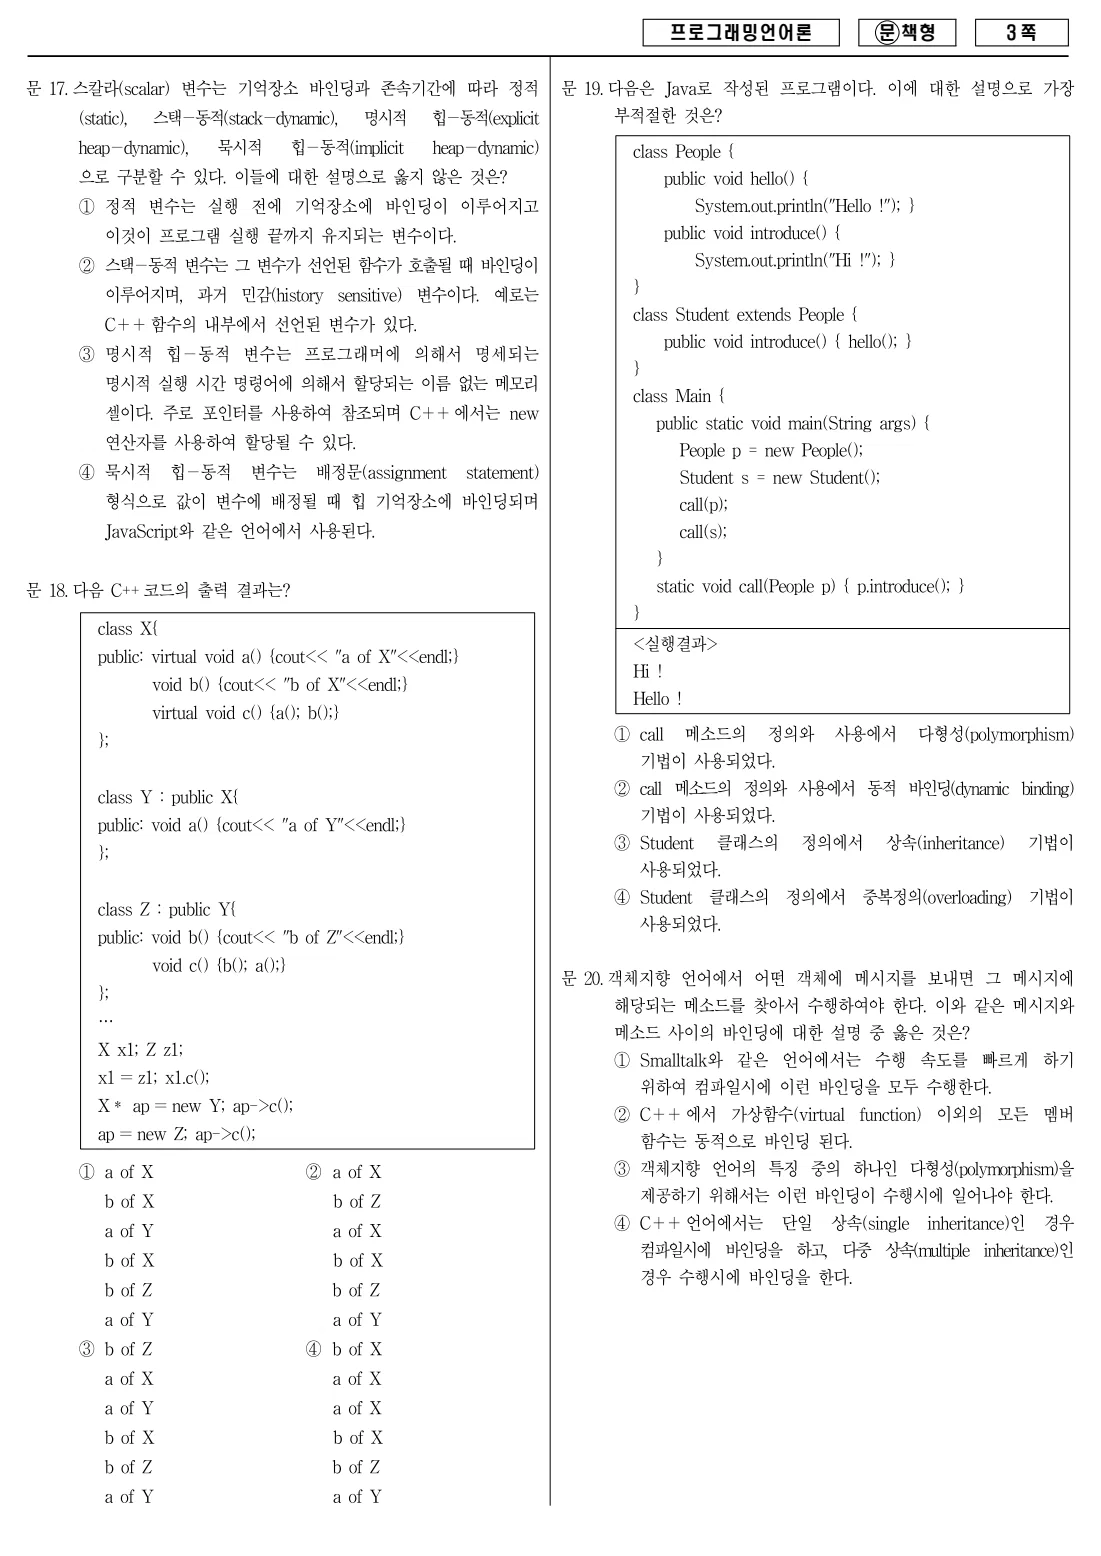 프로그래밍언어론
문책형
3쪽
문 17. 스칼라(scalar) 변수는 기억장소 바인딩과 존속기간에 따라 정적
(static), 스택-동적(stack-dynamic), 명시적 힙-동적(explicit
heap-dynamic), 묵시적 힙-동적(implicit heap-dynamic)
으로 구분할 수 있다. 이들에 대한 설명으로 옳지 않은 것은?
① 정적 변수는 실행 전에 기억장소에 바인딩이 이루어지고
이것이 프로그램 실행 끝까지 유지되는 변수이다.
② 스택-동적 변수는 그 변수가 선언된 함수가 호출될 때 바인딩이
이루어지며, 과거 민감(history sensitive) 변수이다. 예로는
C++함수의 내부에서 선언된 변수가 있다.
③ 명시적 힙-동적 변수는 프로그래머에 의해서 명세되는
명시적 실행 시간 명령어에 의해서 할당되는 이름 없는 메모리
셀이다. 주로 포인터를 사용하여 참조되며 C++에서는 new
연산자를 사용하여 할당될 수 있다.
④ 묵시적 힙-동적 변수는 배정문(assignment statement)
형식으로 값이 변수에 배정될 때 힙 기억장소에 바인딩되며
JavaScript와 같은 언어에서 사용된다.
문 18. 다음 C++ 코드의 출력 결과는?
class X{
public: virtual void a() {cout<< "a of X"<<endl;}
void b() {cout<< "b of X"<<endl;}
virtual void c() {a(); b();}
};
class Y : public X{
public: void a() {cout<< "a of Y"<<endl;}
};
class Z : public Y{
public: void b() {cout<< "b of Z"<<endl;}
void c() {b(); a();}
};
…
X x1; Z z1;
x1 = z1; x1.c();
X* ap = new Y; ap->c();
ap = new Z; ap->c();
① a of X
b of X
a of Y
b of X
b of Z
a of Y
② a of X
b of Z
a of X
b of X
b of Z
a of Y
③ b of Z
a of X
a of Y
b of X
b of Z
a of Y
④ b of X
a of X
a of X
b of X
b of Z
a of Y
문 19. 다음은 Java로 작성된 프로그램이다. 이에 대한 설명으로 가장
부적절한 것은?
class People {
public void hello() {
System.out.println("Hello !"); }
public void introduce() {
System.out.println("Hi !"); }
}
class Student extends People {
public void introduce() { hello(); }
}
class Main {
public static void main(String args) {
People p = new People();
Student s = new Student();
call(p);
call(s);
}
static void call(People p) { p.introduce(); }
}
<실행결과>
Hi !
Hello !
① call 메소드의 정의와 사용에서 다형성(polymorphism)
기법이 사용되었다.
② call 메소드의 정의와 사용에서 동적 바인딩(dynamic binding)
기법이 사용되었다.
③ Student 클래스의 정의에서 상속(inheritance) 기법이
사용되었다.
④ Student 클래스의 정의에서 중복정의(overloading) 기법이
사용되었다.
문 20. 객체지향 언어에서 어떤 객체에 메시지를 보내면 그 메시지에
해당되는 메소드를 찾아서 수행하여야 한다. 이와 같은 메시지와
메소드 사이의 바인딩에 대한 설명 중 옳은 것은?
① Smalltalk와 같은 언어에서는 수행 속도를 빠르게 하기
위하여 컴파일시에 이런 바인딩을 모두 수행한다.
② C++에서 가상함수(virtual function) 이외의 모든 멤버
함수는 동적으로 바인딩 된다.
③ 객체지향 언어의 특징 중의 하나인 다형성(polymorphism)을
제공하기 위해서는 이런 바인딩이 수행시에 일어나야 한다.
④ C++언어에서는 단일 상속(single inheritance)인 경우
컴파일시에 바인딩을 하고, 다중 상속(multiple inheritance)인
경우 수행시에 바인딩을 한다.